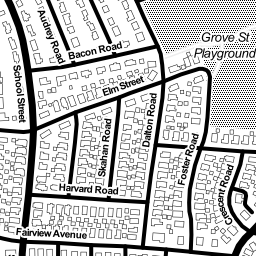 Audrey Road
Grove St
Playground
Bacon Road
School Street
Elm Street
Skahan Road
Dalton Road
Foster Road
Crescent Road
Harvard Road
Fairview Avenue